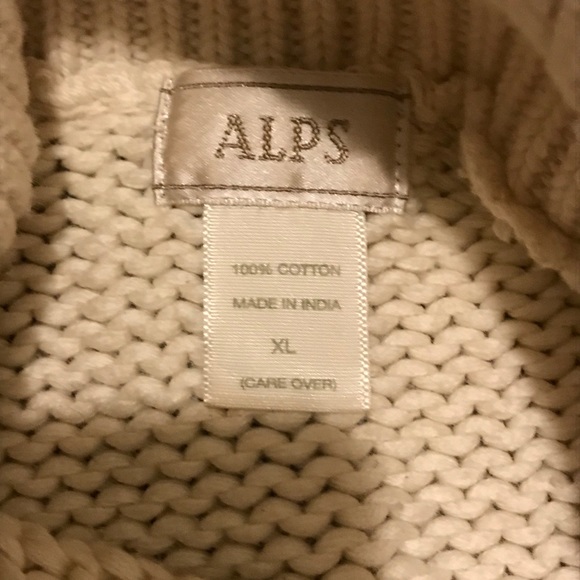 ALPS
100% COTTON
MADE IN INDIA
XL
(CARE OVER)